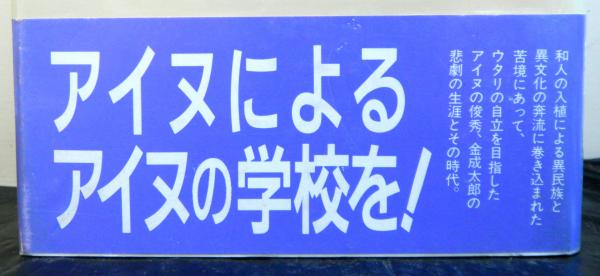 アイヌによる
アイヌの学校を!
和人の入植による異民族と
異文化の奔流に巻き込まれた
苦境にあって、
ウタリの自立を目指した
アイヌの俊秀、金成太郎の
悲劇の生涯とその時代。